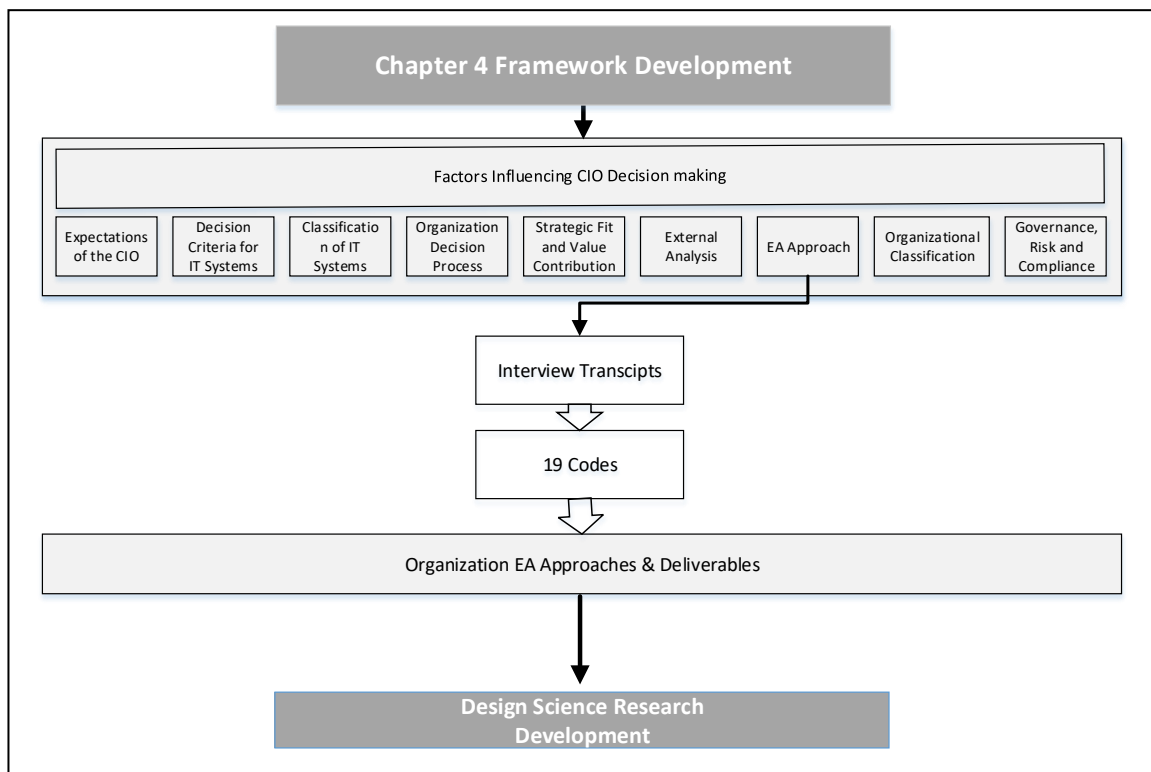 Chapter 4 Framework Development
Factors Influencing CIO Decision making
Expectations
of the CIO
Decision
Criteria for
IT Systems
Classificatio
n of IT
Systems
Organization
Decision
Process
Strategic Fit
and Value
Contribution
External
Analysis
EA Approach
Organizational
Classification
Governance,
Risk and
Compliance
Interview Transcipts
19 Codes
Organization EA Approaches & Deliverables
Design Science Research
Development